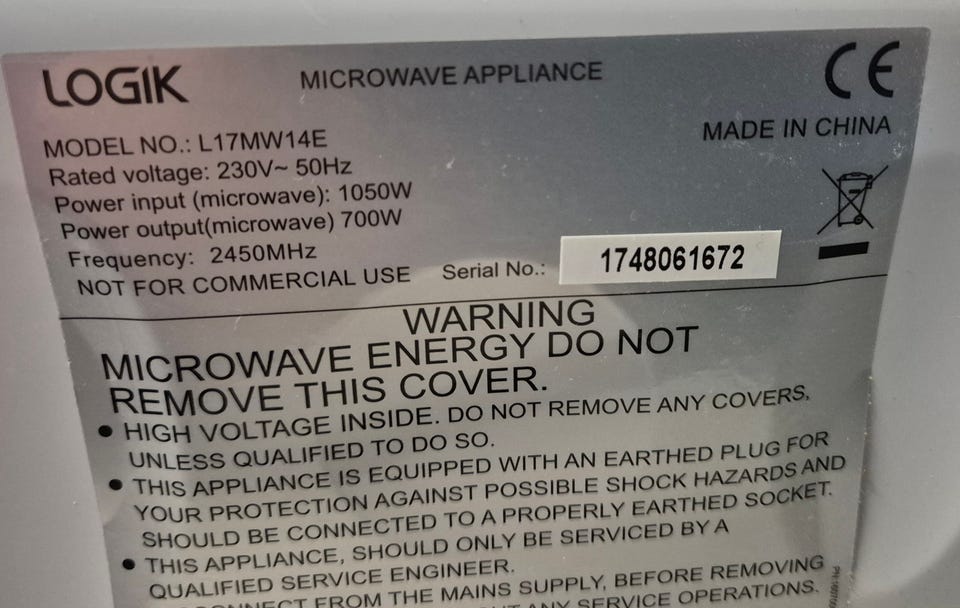 LOGIK
MICROWAVE APPLIANCE
CE
MODEL NO.: L17MW14E
MADE IN CHINA
Rated voltage: 230V~ 50Hz
Power input (microwave): 1050W
Power output(microwave) 700W
Frequency: 2450MHz
NOT FOR COMMERCIAL USE
Serial No.: 1748061672
WARNING
MICROWAVE ENERGY DO NOT
REMOVE THIS COVER.
● HIGH VOLTAGE INSIDE. DO NOT REMOVE ANY COVERS,
UNLESS QUALIFIED TO DO SO.
● THIS APPLIANCE IS EQUIPPED WITH AN EARTHED PLUG FOR
YOUR PROTECTION AGAINST POSSIBLE SHOCK HAZARDS AND
SHOULD BE CONNECTED TO A PROPERLY EARTHED SOCKET.
● THIS APPLIANCE, SHOULD ONLY BE SERVICED BY A
QUALIFIED SERVICE ENGINEER.
FROM THE MAINS SUPPLY, BEFORE REMOVING
ANY SERVICE OPERATIONS.